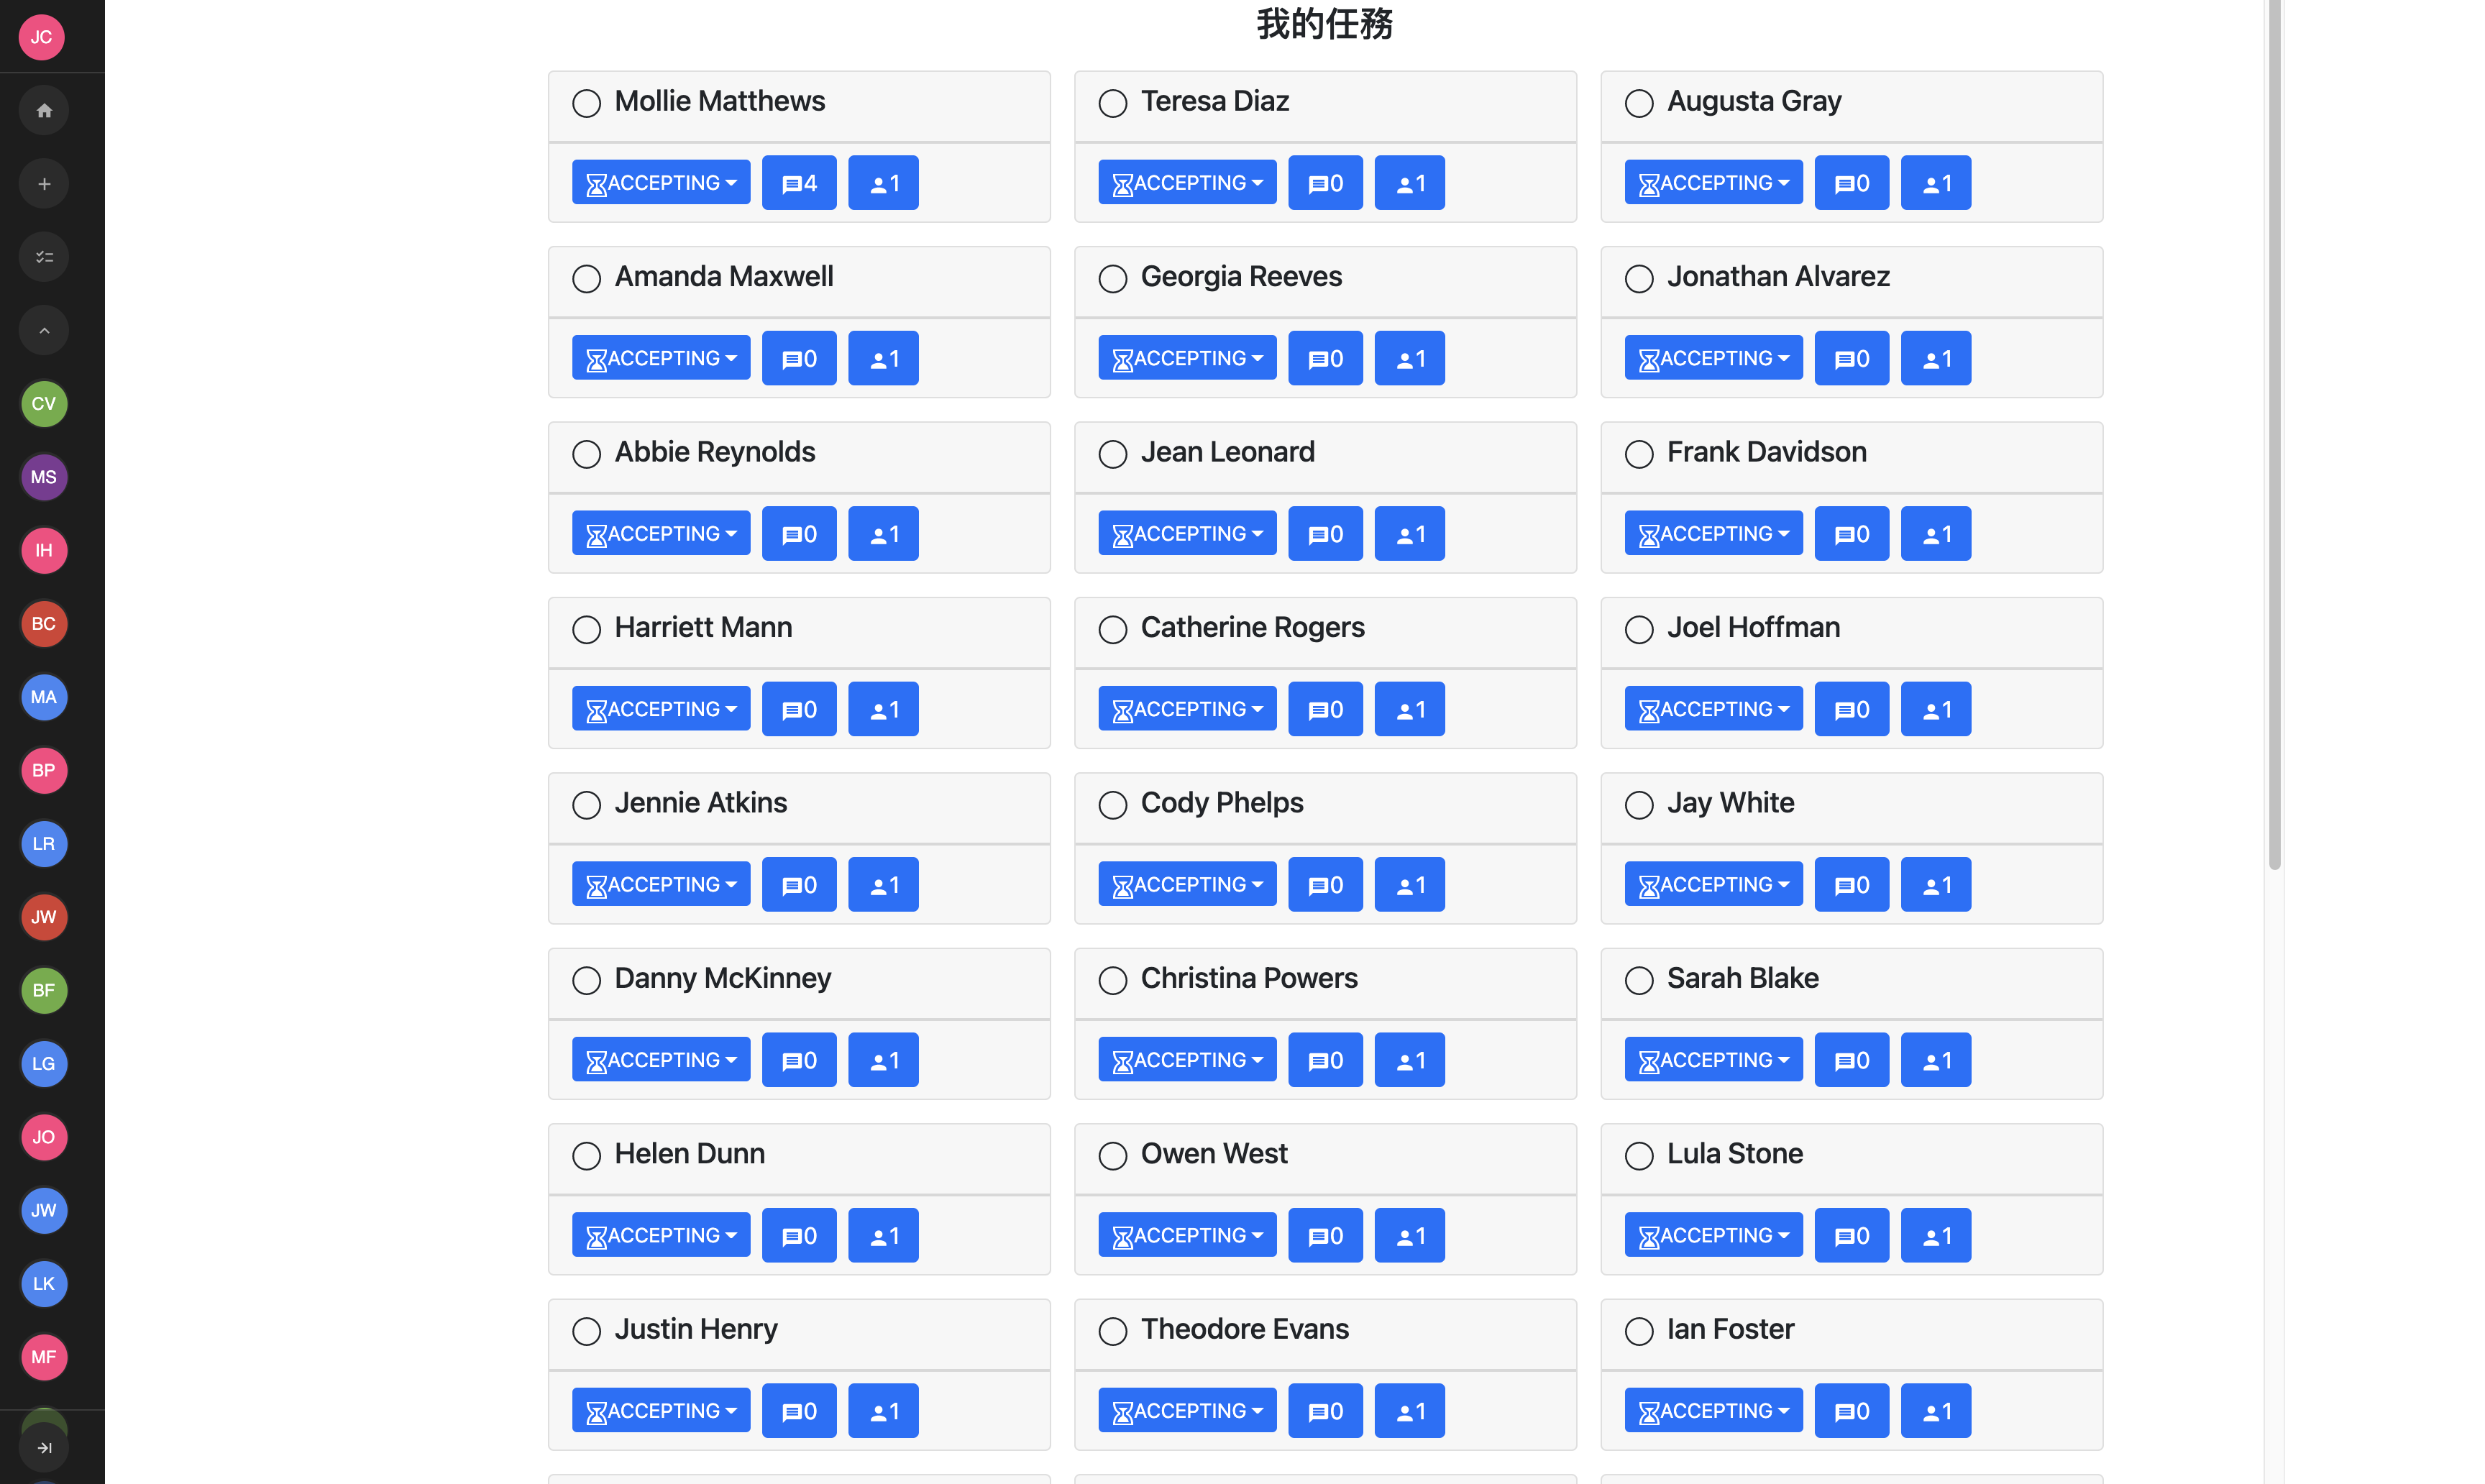 JC
CV
MS
IH
BC
MA
BP
LR
JW
BF
LG
JO
JW
LK
MF
我的任務
Mollie Matthews
ACCEPTING 4 1
Teresa Diaz
ACCEPTING 0 1
Augusta Gray
ACCEPTING 0 1
Amanda Maxwell
ACCEPTING 0 1
Georgia Reeves
ACCEPTING 0 1
Jonathan Alvarez
ACCEPTING 0 1
Abbie Reynolds
ACCEPTING 0 1
Jean Leonard
ACCEPTING 0 1
Frank Davidson
ACCEPTING 0 1
Harriett Mann
ACCEPTING 0 1
Catherine Rogers
ACCEPTING 0 1
Joel Hoffman
ACCEPTING 0 1
Jennie Atkins
ACCEPTING 0 1
Cody Phelps
ACCEPTING 0 1
Jay White
ACCEPTING 0 1
Danny McKinney
ACCEPTING 0 1
Christina Powers
ACCEPTING 0 1
Sarah Blake
ACCEPTING 0 1
Helen Dunn
ACCEPTING 0 1
Owen West
ACCEPTING 0 1
Lula Stone
ACCEPTING 0 1
Justin Henry
ACCEPTING 0 1
Theodore Evans
ACCEPTING 0 1
Ian Foster
ACCEPTING 0 1